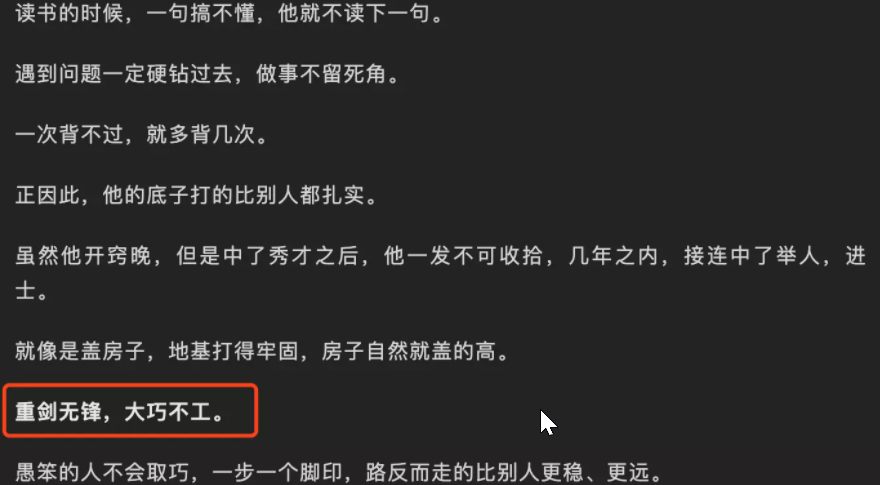 读书的时候，一句搞不懂，他就不读下一句。
遇到问题一定硬钻过去，做事不留死角。
一次背不过，就多背几次。
正因此，他的底子打的比别人都扎实。
虽然他开窍晚，但是中了秀才之后，他一发不可收拾，几年之内，接连中了举人，进
士。
就像是盖房子，地基打得牢固，房子自然就盖的高。
重剑无锋，大巧不工。
愚笨的人不会取巧，一步一个脚印，路反而走的比别人更稳、更远。